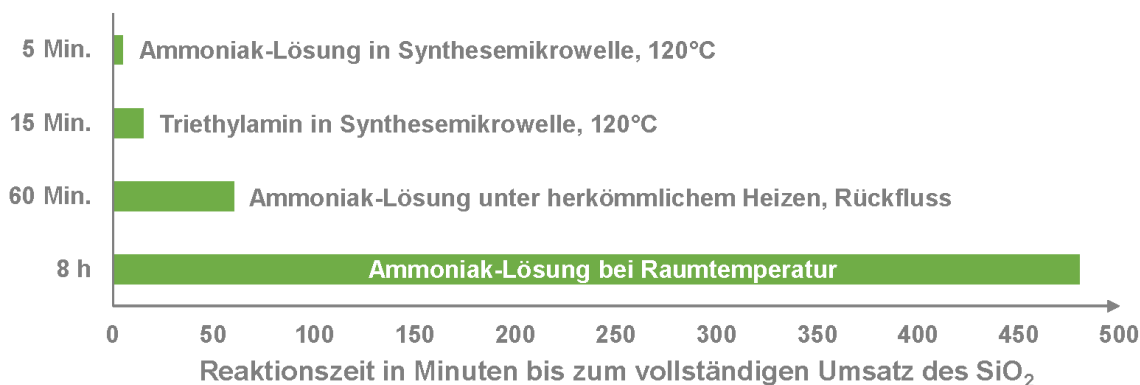 5 Min. Ammoniak-Lösung in Synthesemikrowelle, 120°C
15 Min. Triethylamin in Synthesemikrowelle, 120°C
60 Min. Ammoniak-Lösung unter herkömmlichem Heizen, Rückfluss
8 h Ammoniak-Lösung bei Raumtemperatur
0 50 100 150 200 250 300 350 400 450 500
Reaktionszeit in Minuten bis zum vollständigen Umsatz des SiO₂